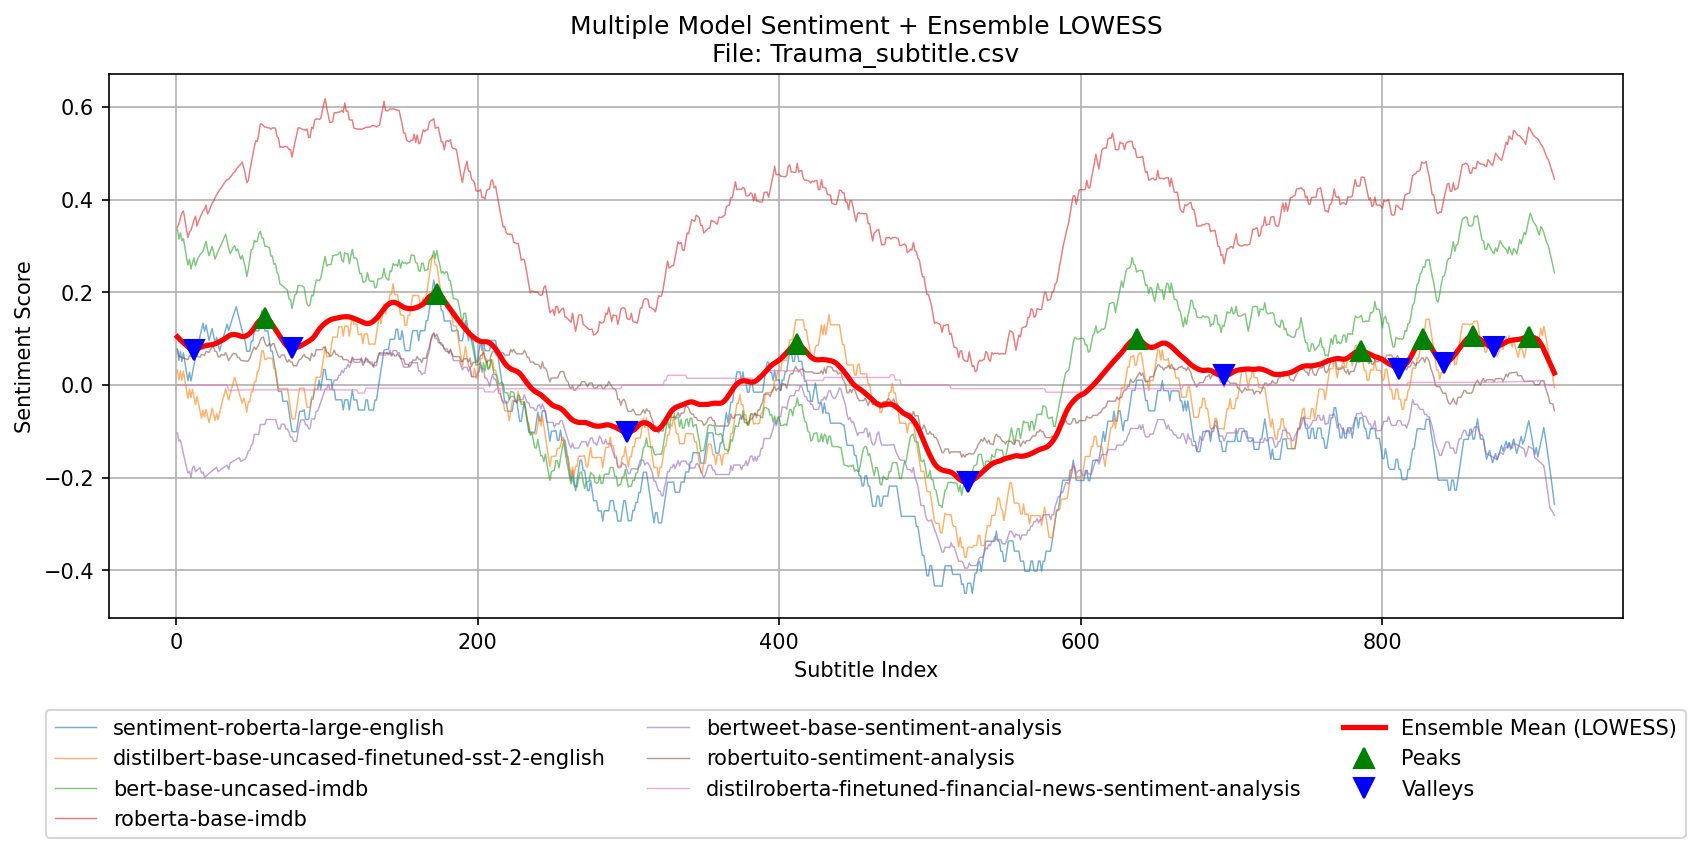 Multiple Model Sentiment + Ensemble LOWESS
File: Trauma_subtitle.csv
Sentiment Score
0.6
0.4
0.2
0.0
−0.2
−0.4
0
200
400
600
800
Subtitle Index
sentiment-roberta-large-english
distilbert-base-uncased-finetuned-sst-2-english
bert-base-uncased-imdb
roberta-base-imdb
bertweet-base-sentiment-analysis
robertuito-sentiment-analysis
distilroberta-finetuned-financial-news-sentiment-analysis
Ensemble Mean (LOWESS)
Peaks
Valleys